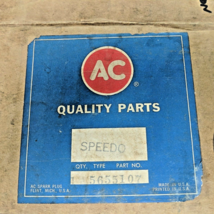 AC
QUALITY PARTS
SPEEDO
QTY. TYPE PART NO.
AC SPARK PLUG
FLINT, MICH. U.S.A.
MADE IN U.S.A.
PRINTED IN U.S.A.